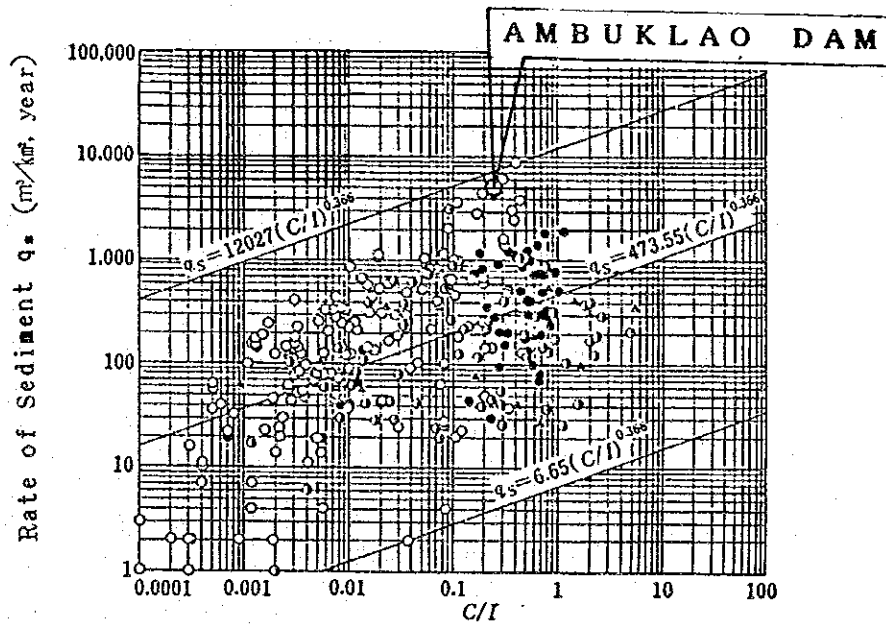 AMBUKLAO DAM
Rate of Sediment qs (m³/km², year)
100,000
10.000
1.000
100
10
1
qs=12027(C/I)^0.366
qs=473.55(C/I)^0.366
qs=6.65(C/I)^0.366
0.0001 0.001 0.01 0.1 1 10 100
C/I